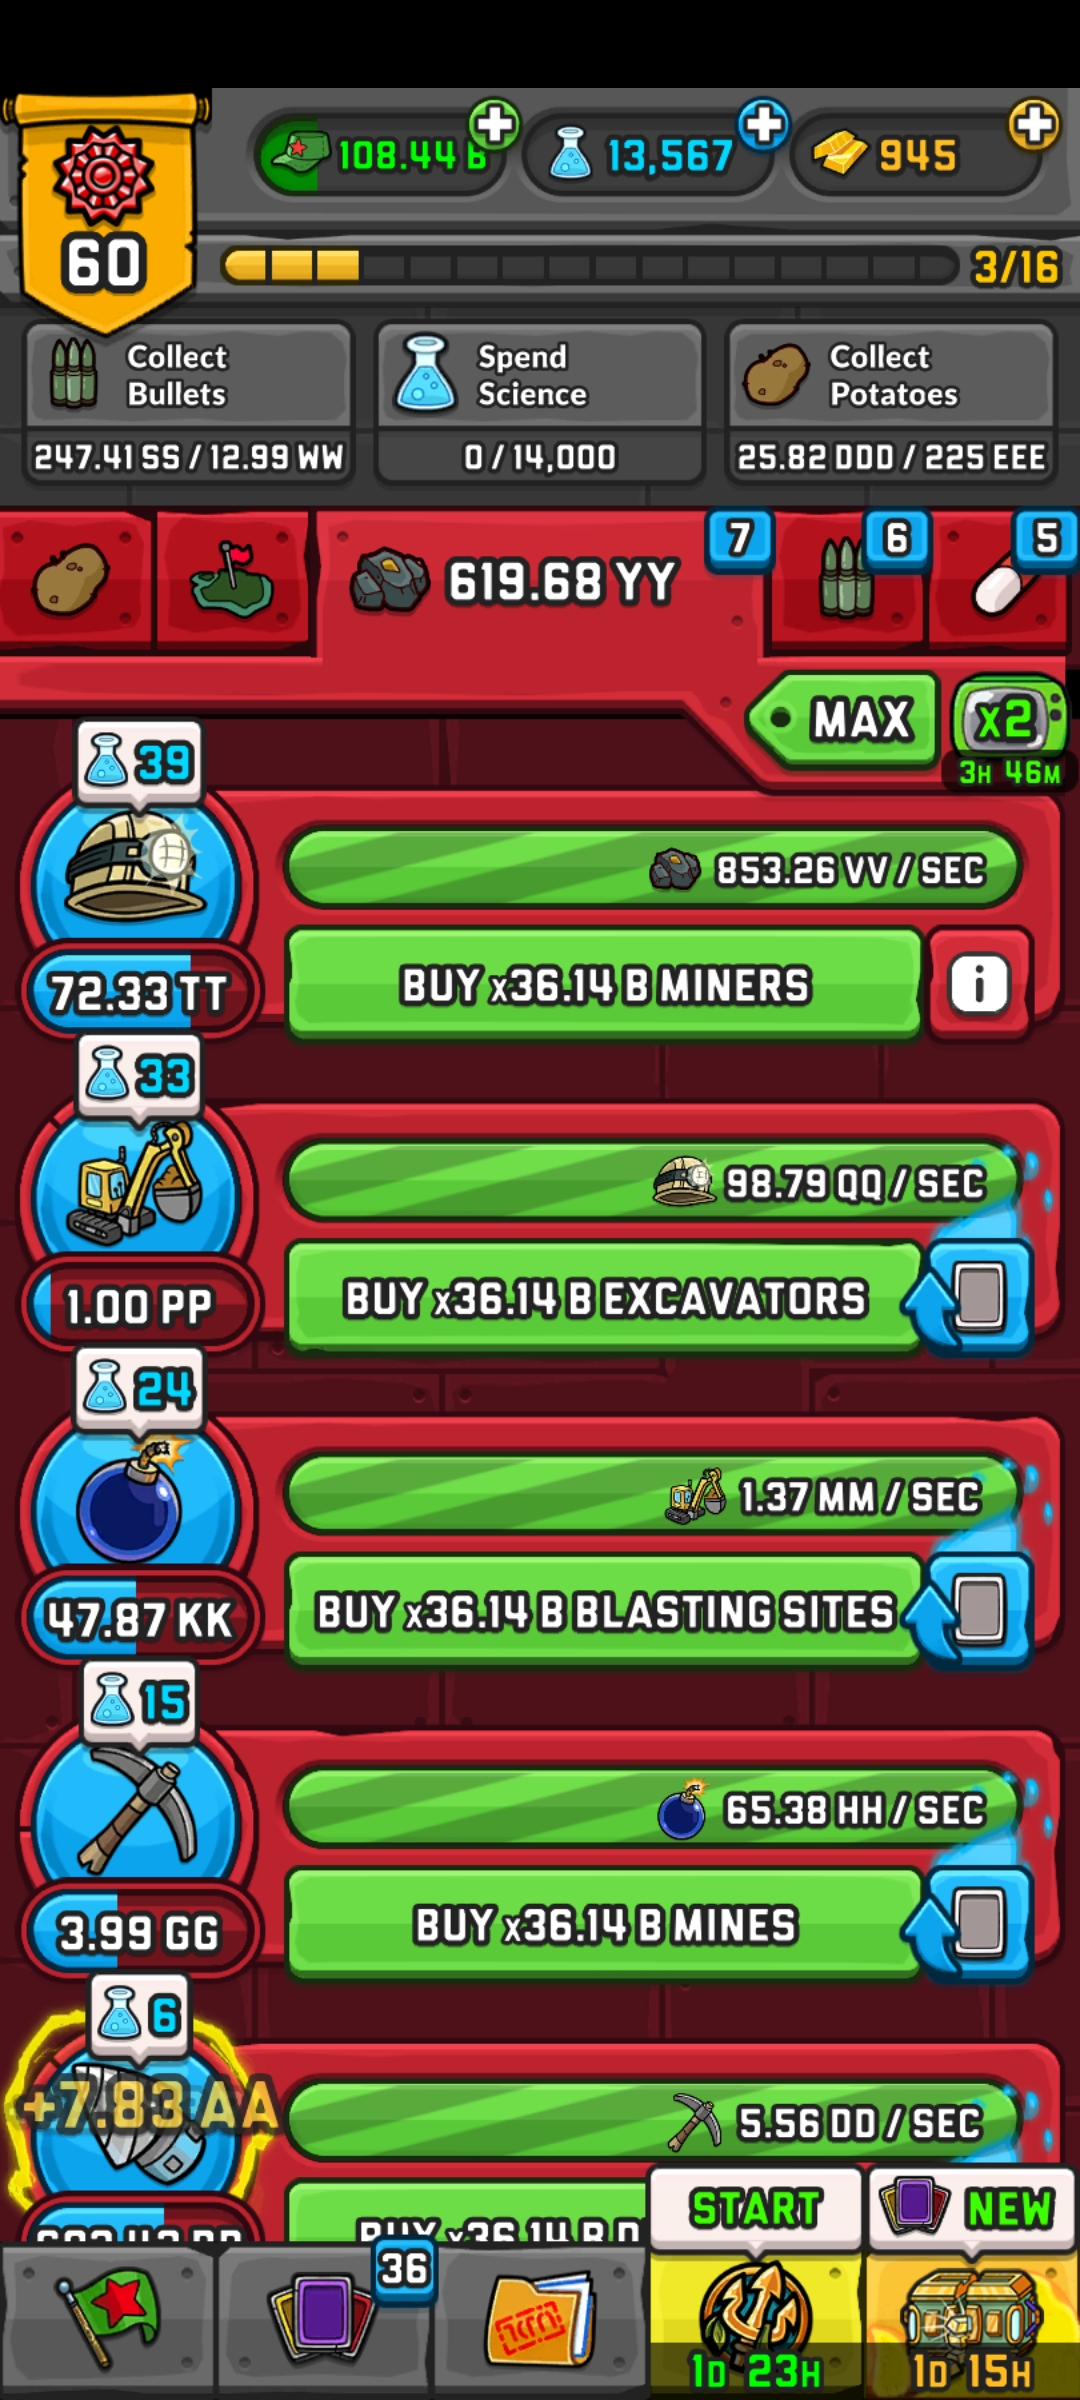 108.44 B
13,567
945
60
3/16
Collect
Bullets
Spend
Science
Collect
Potatoes
247.41 SS / 12.99 WW
0 / 14,000
25.82 DDD / 225 EEE
619.68 YY
7
6
5
MAX
x2
3H 46M
39
853.26 VV / SEC
72.33 TT
BUY x36.14 B MINERS
i
33
98.79 QQ / SEC
1.00 PP
BUY x36.14 B EXCAVATORS
24
1.37 MM / SEC
47.87 KK
BUY x36.14 B BLASTING SITES
15
65.38 HH / SEC
3.99 GG
BUY x36.14 B MINES
6
+7.83 AA
5.56 DD / SEC
BUY x36.14 B
START
NEW
36
1D 23H
1D 15H